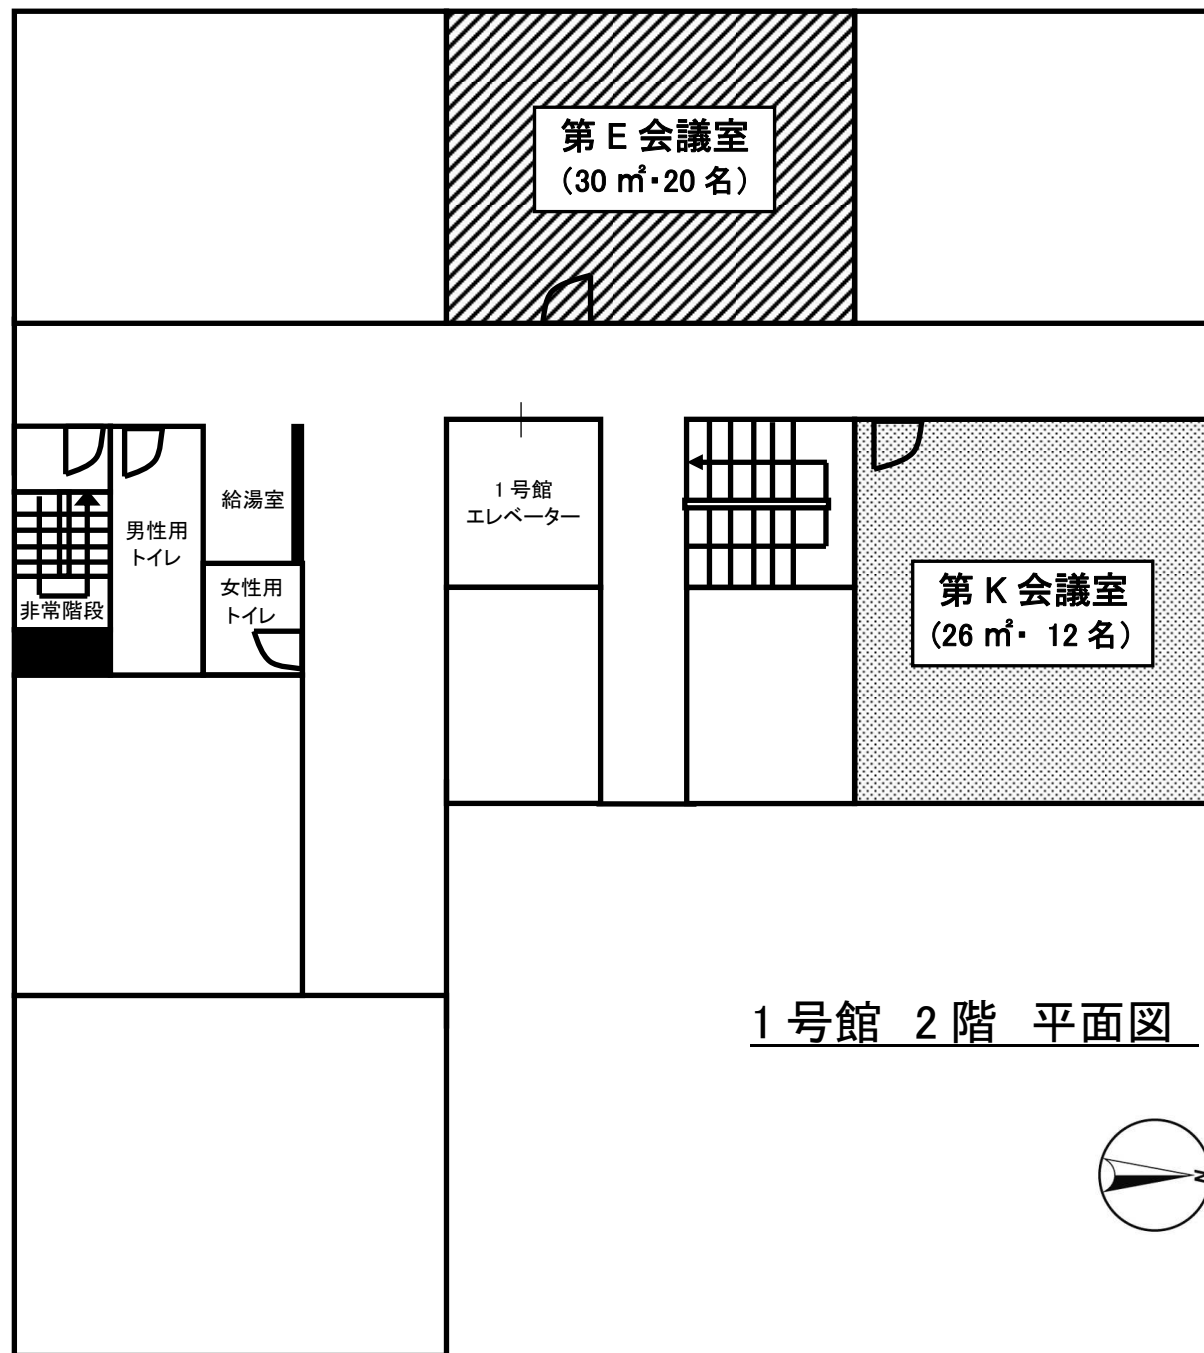 第 E 会議室
（30 ㎡・20 名）
給湯室
1 号館
エレベーター
男性用
トイレ
女性用
トイレ
非常階段
第 K 会議室
（26 ㎡・ 12 名）
1 号館 2 階 平面図
N